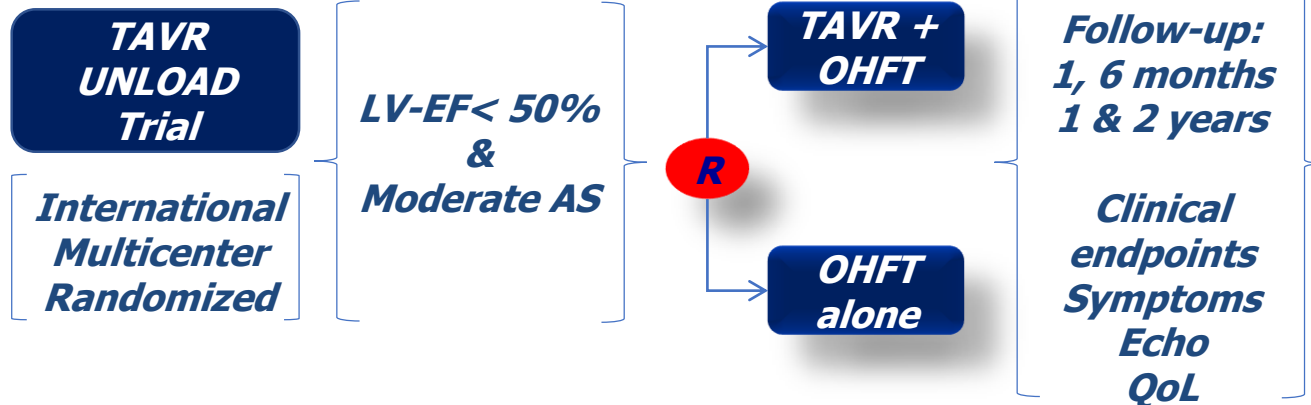 TAVR
UNLOAD
Trial
International
Multicenter
Randomized
LV-EF< 50%
&
Moderate AS
R
TAVR +
OHFT
OHFT
alone
Follow-up:
1, 6 months
1 & 2 years
Clinical
endpoints
Symptoms
Echo
QoL